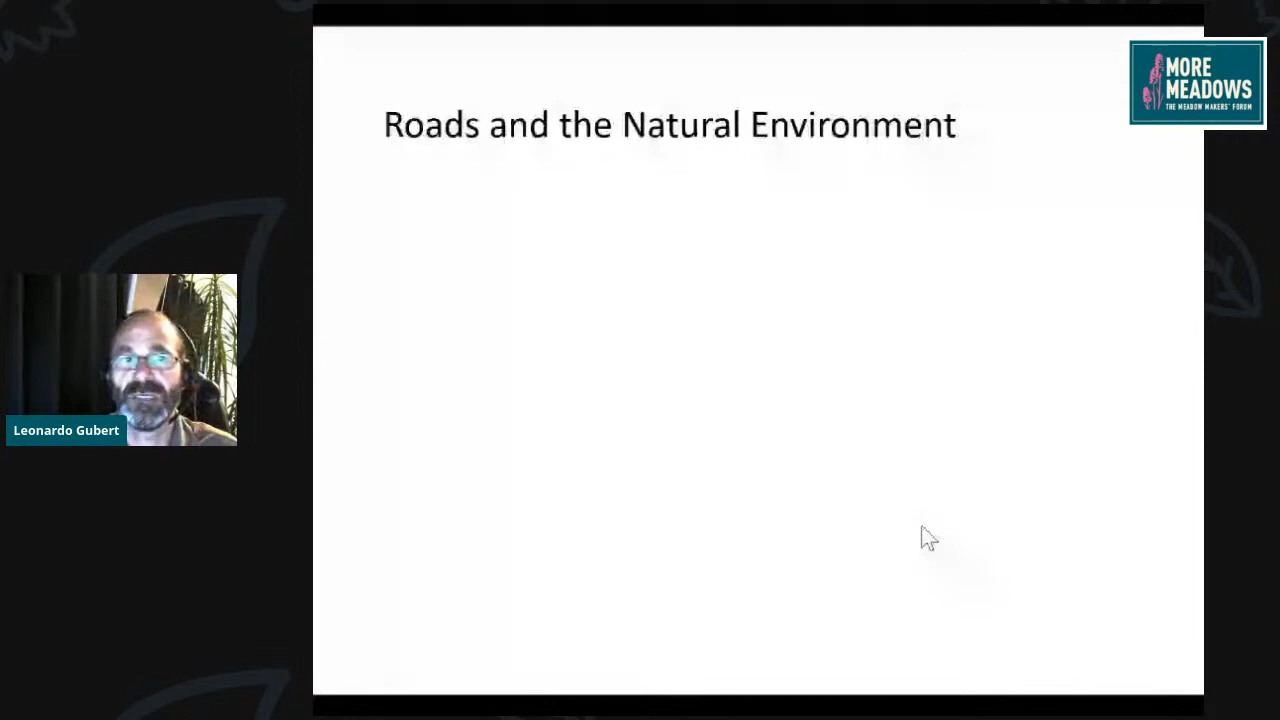 Roads and the Natural Environment
MORE
MEADOWS
THE MEADOW MAKERS' FORUM
Leonardo Gubert